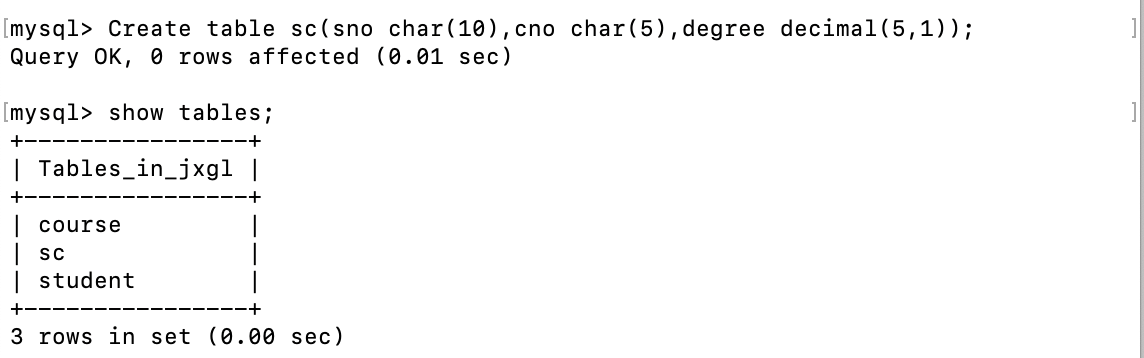 [mysql> Create table sc(sno char(10),cno char(5),degree decimal(5,1)); ]
Query OK, 0 rows affected (0.01 sec)
[mysql> show tables; ]
+----------------+
| Tables_in_jxgl |
+----------------+
| course         |
| sc             |
| student        |
+----------------+
3 rows in set (0.00 sec)